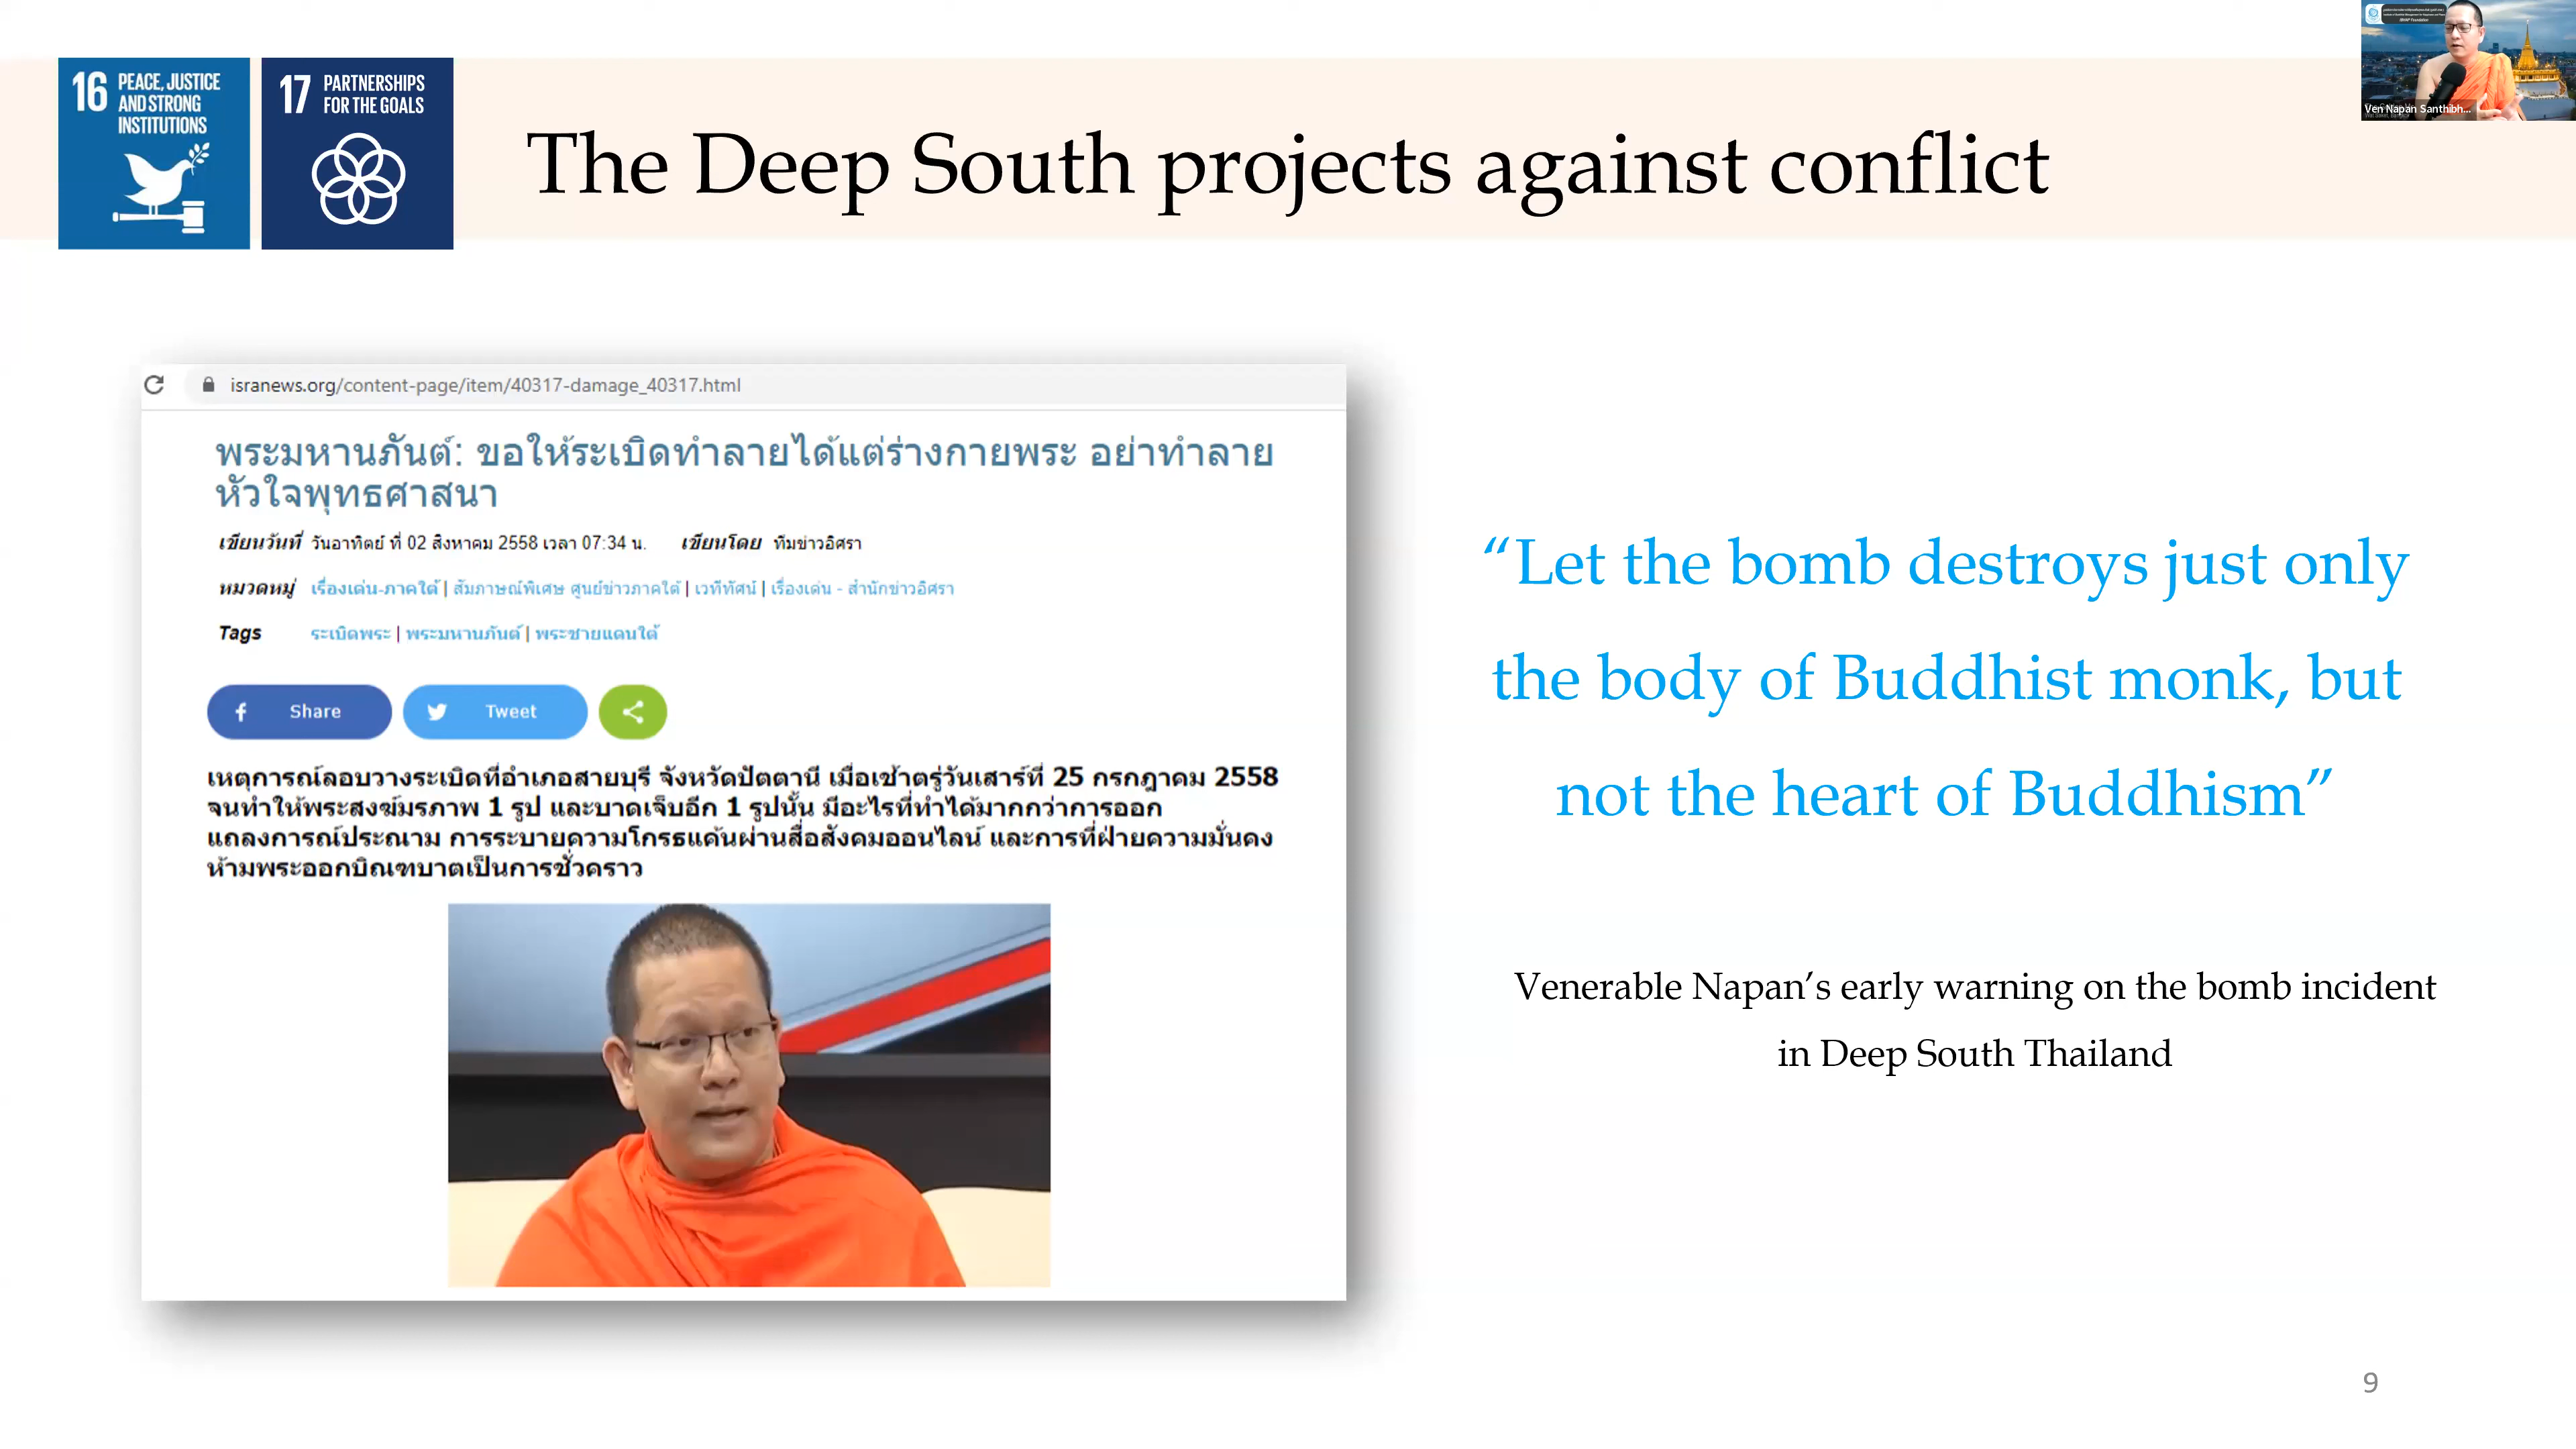 16 PEACE, JUSTICE
AND STRONG
INSTITUTIONS
17 PARTNERSHIPS
FOR THE GOALS
The Deep South projects against conflict
Ven Napan Santhibh...
isranews.org/content-page/item/40317-damage_40317.html
พระมหานภันต์: ขอให้ระเบิดทำลายได้แต่ร่างกายพระ อย่าทำลาย
หัวใจพุทธศาสนา
เขียนวันที่ วันอาทิตย์ ที่ 02 สิงหาคม 2558 เวลา 07:34 น. เขียนโดย ทีมข่าวอิศรา
หมวดหมู่ เรื่องเด่น-ภาคใต้ | สัมภาษณ์พิเศษ ศูนย์ข่าวภาคใต้ | เวทีทัศน์ | เรื่องเด่น - สำนักข่าวอิศรา
Tags ระเบิดพระ | พระมหานภันต์ | พระชายแดนใต้
Share Tweet
เหตุการณ์ลอบวางระเบิดที่อำเภอสายบุรี จังหวัดปัตตานี เมื่อเช้าตรู่วันเสาร์ที่ 25 กรกฎาคม 2558
จนทำให้พระสงฆ์มรภาพ 1 รูป และบาดเจ็บอีก 1 รูปนั้น มีอะไรที่ทำได้มากกว่าการออก
แถลงการณ์ประณาม การระบายความโกรธแค้นผ่านสื่อสังคมออนไลน์ และการที่ฝ่ายความมั่นคง
ห้ามพระออกบิณฑบาตเป็นการชั่วคราว
“Let the bomb destroys just only
the body of Buddhist monk, but
not the heart of Buddhism”
Venerable Napan’s early warning on the bomb incident
in Deep South Thailand
9